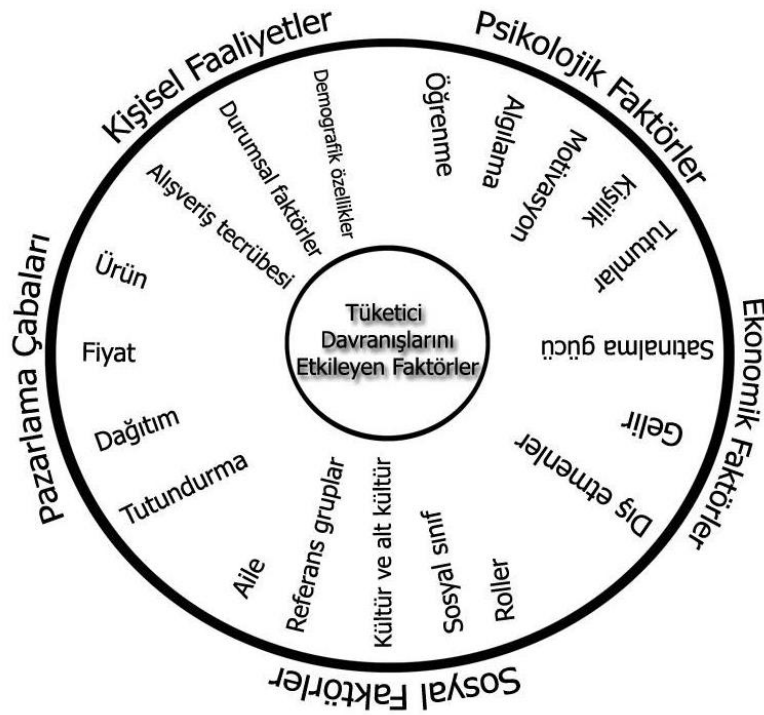 Kişisel Faaliyetler
Alışveriş tecrübesi
Durumsal faktörler
Demografik özellikler
Psikolojik Faktörler
Öğrenme
Algılama
Motivasyon
Kişilik
Tutumlar
Ekonomik Faktörler
Satınalma gücü
Gelir
Dış etmenler
Sosyal Faktörler
Roller
Sosyal sınıf
Kültür ve alt kültür
Referans gruplar
Aile
Pazarlama Çabaları
Ürün
Fiyat
Dağıtım
Tutundurma
Tüketici
Davranışlarını
Etkileyen Faktörler